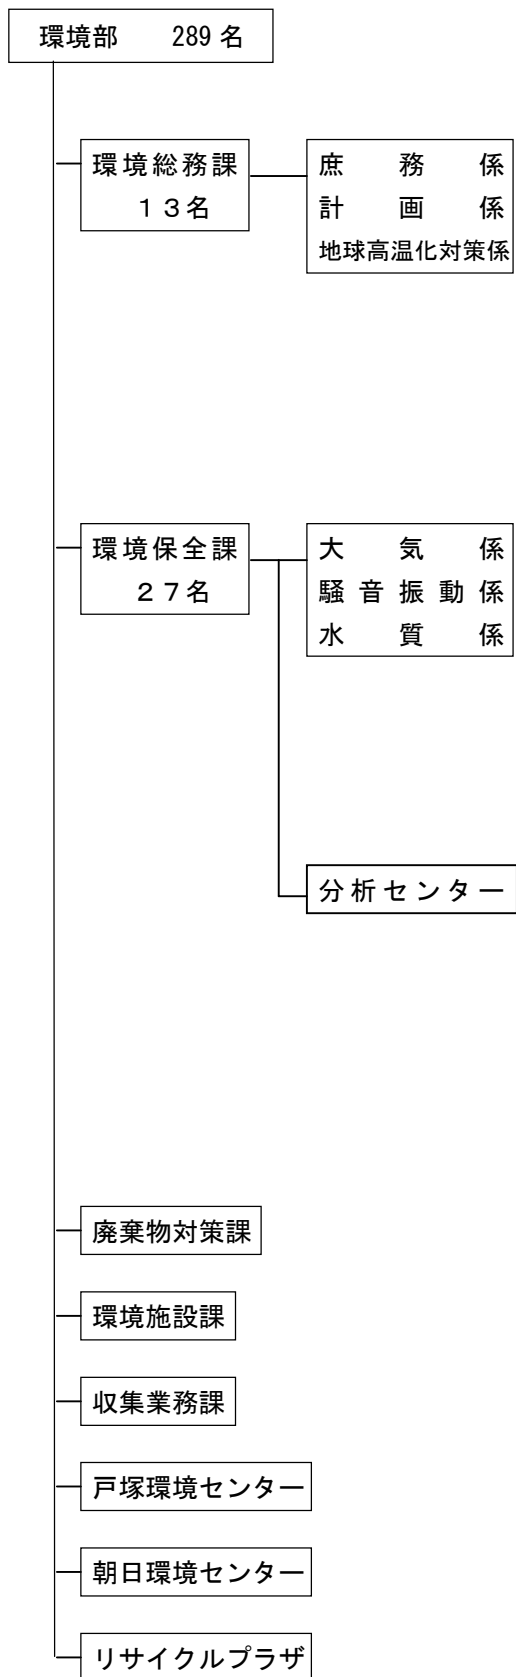 環境部 289名
環境総務課
１３名
庶務係
計画係
地球高温化対策係
環境保全課
２７名
大気係
騒音振動係
水質係
分析センター
廃棄物対策課
環境施設課
収集業務課
戸塚環境センター
朝日環境センター
リサイクルプラザ